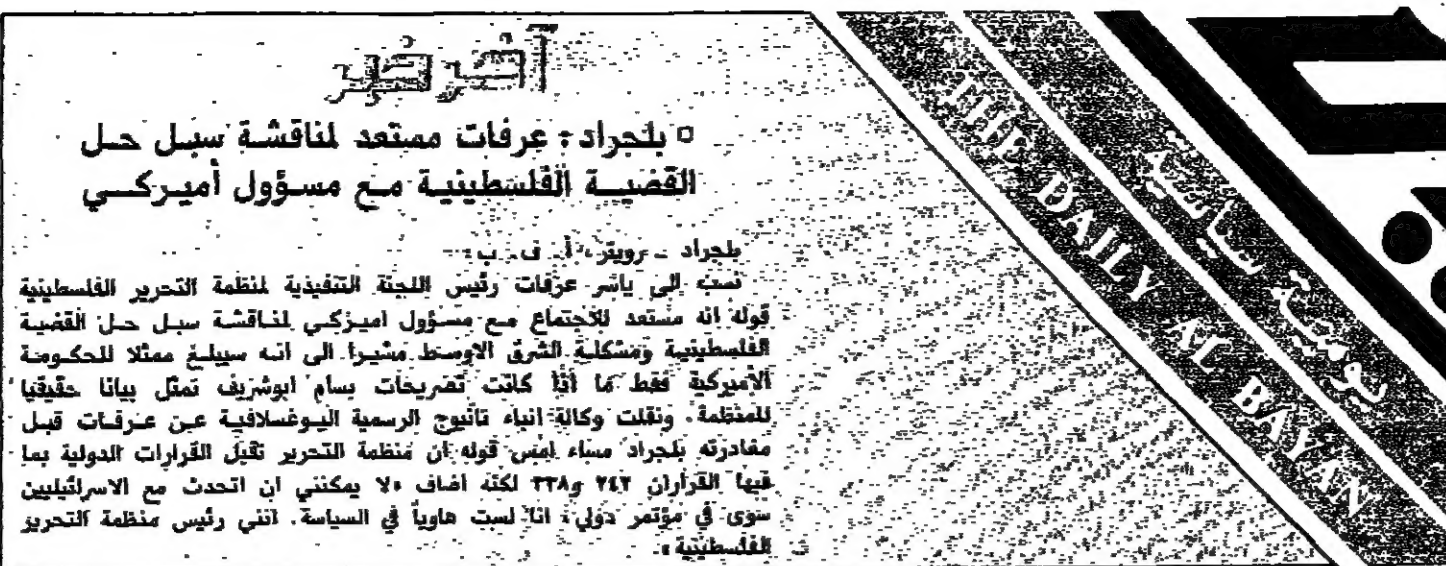 آخر خبر
▫ بلجراد: عرفات مستعد لمناقشة سبل حل
القضية الفلسطينية مع مسؤول أميركي
بلجراد ـ رويتر، أ. ف. ب:
نسب الى ياسر عرفات رئيس اللجنة التنفيذية لمنظمة التحرير الفلسطينية
قوله انه مستعد للاجتماع مع مسؤول اميركي لمناقشة سبل حل القضية
الفلسطينية ومشكلة الشرق الاوسط مشيرا الى انه سيبلغ ممثلا للحكومة
الأميركية فقط ما اذا كانت تصريحات بسام ابوشريف تمثل بيانا حقيقيا
للمنظمة. ونقلت وكالة انباء تانيوج الرسمية اليوغسلافية عن عرفات قبل
مغادرته بلجراد مساء امس قوله ان منظمة التحرير تقبل القرارات الدولية بما
فيها القراران ٢٤٢ و٣٣٨ لكنه اضاف «لا يمكنني ان اتحدث مع الاسرائيليين
سوى في مؤتمر دولي، انا لست هاوياً في السياسة. انني رئيس منظمة التحرير
الفلسطينية».
يومية سياسية
THE DAILY AL BAYAN